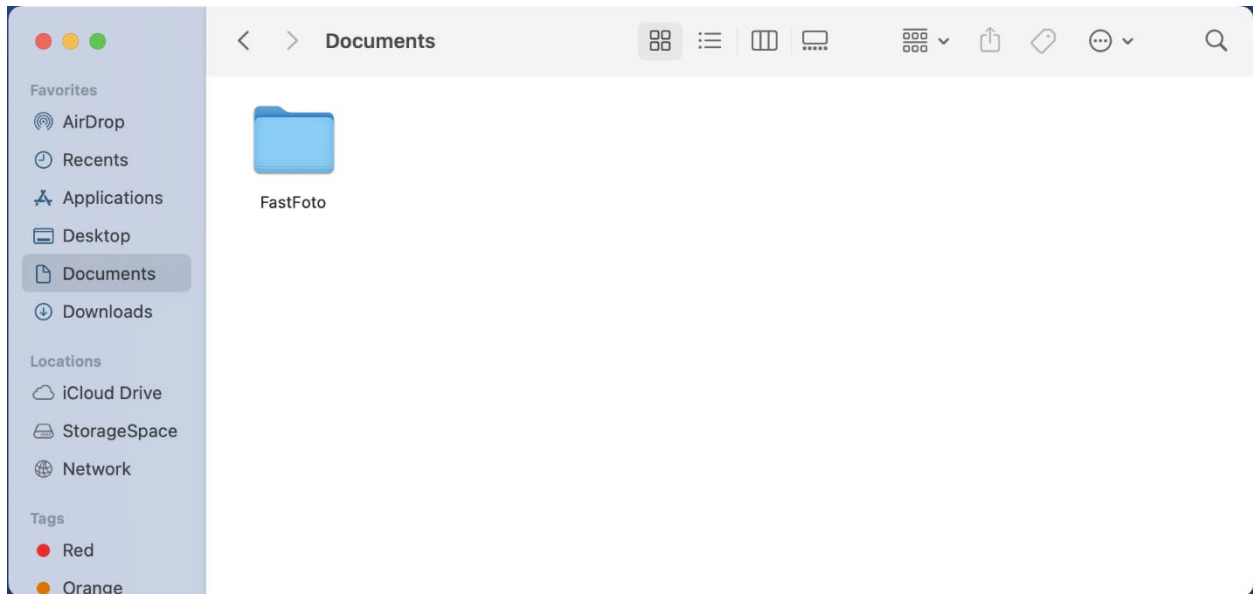 Documents
Favorites
AirDrop
Recents
Applications
Desktop
Documents
Downloads
Locations
iCloud Drive
StorageSpace
Network
Tags
Red
Orange
FastFoto